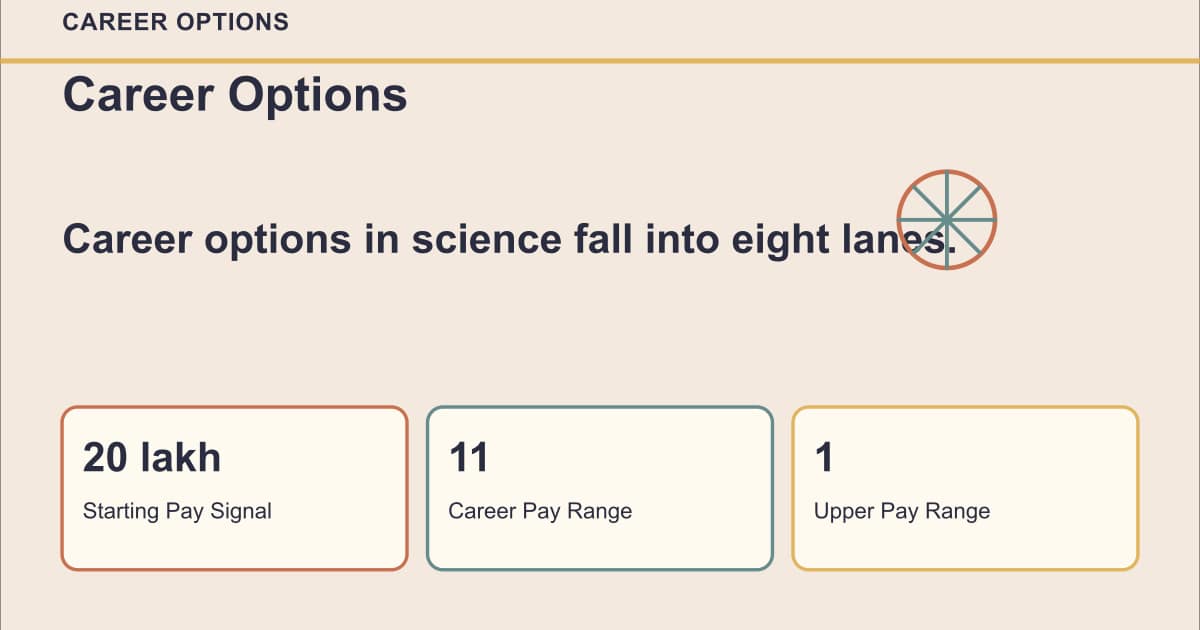 CAREER OPTIONS
Career Options
Career options in science fall into eight lanes.
20 lakh
Starting Pay Signal
11
Career Pay Range
1
Upper Pay Range